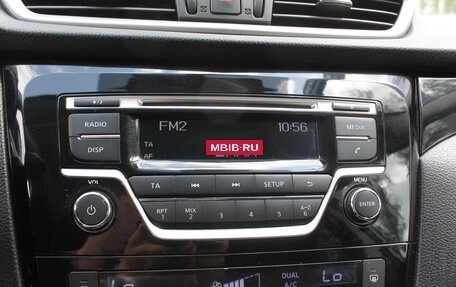 RADIO
FM2
10:56
MEDIA
DISP
TA
AF
MBIB.RU
VOL
TA
SETUP
MENU
RPT
1
MIX
2
3
4
5
A-Z
6
ENTER
Lo
DUAL
A/C
Lo